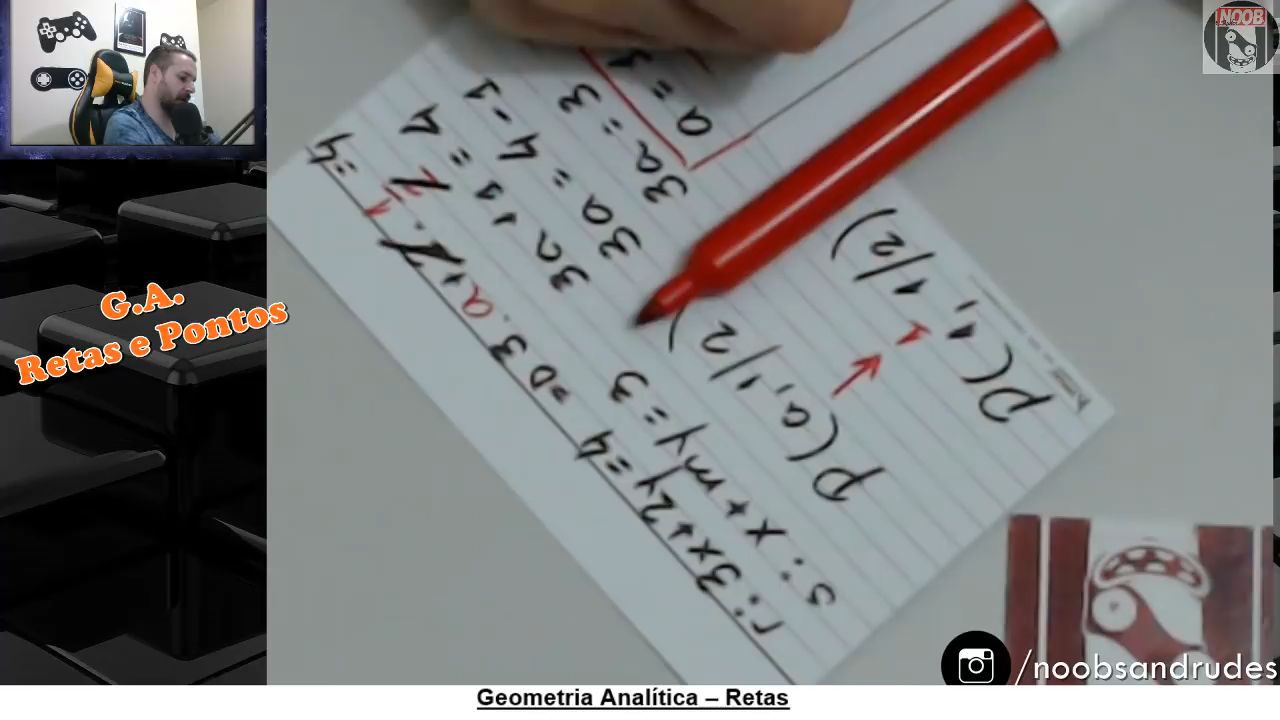 NOOB
G.A.
Retas e Pontos
r: 3x+2y=4 ⇒ 3.a+2.1/2=4
s: x+my=3
3a+1=4
3a=4-1
3a=3
a=3
P(a, 1/2)
1
P(1, 1/2)
/noobsandrudes
Geometria Analítica – Retas